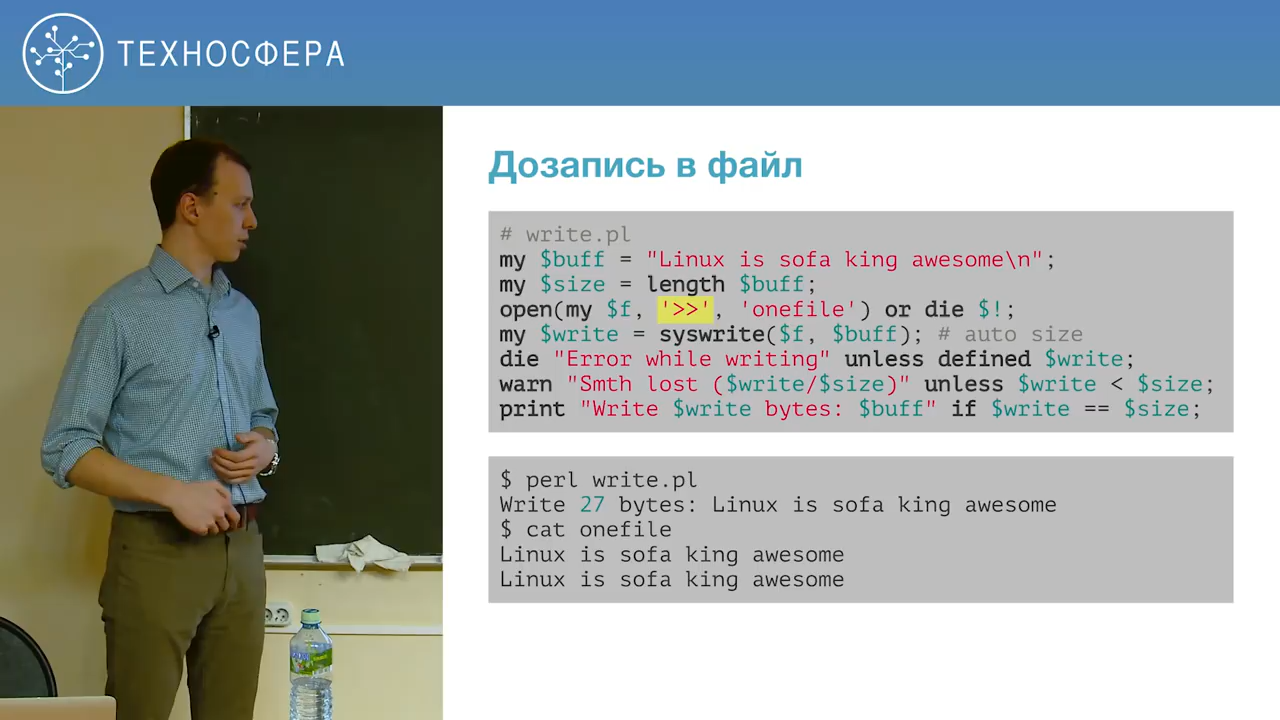 ТЕХНОСФЕРА
Дозапись в файл
# write.pl
my $buff = "Linux is sofa king awesome\n";
my $size = length $buff;
open(my $f, '>>', 'onefile') or die $!;
my $write = syswrite($f, $buff); # auto size
die "Error while writing" unless defined $write;
warn "Smth lost ($write/$size)" unless $write < $size;
print "Write $write bytes: $buff" if $write == $size;
$ perl write.pl
Write 27 bytes: Linux is sofa king awesome
$ cat onefile
Linux is sofa king awesome
Linux is sofa king awesome